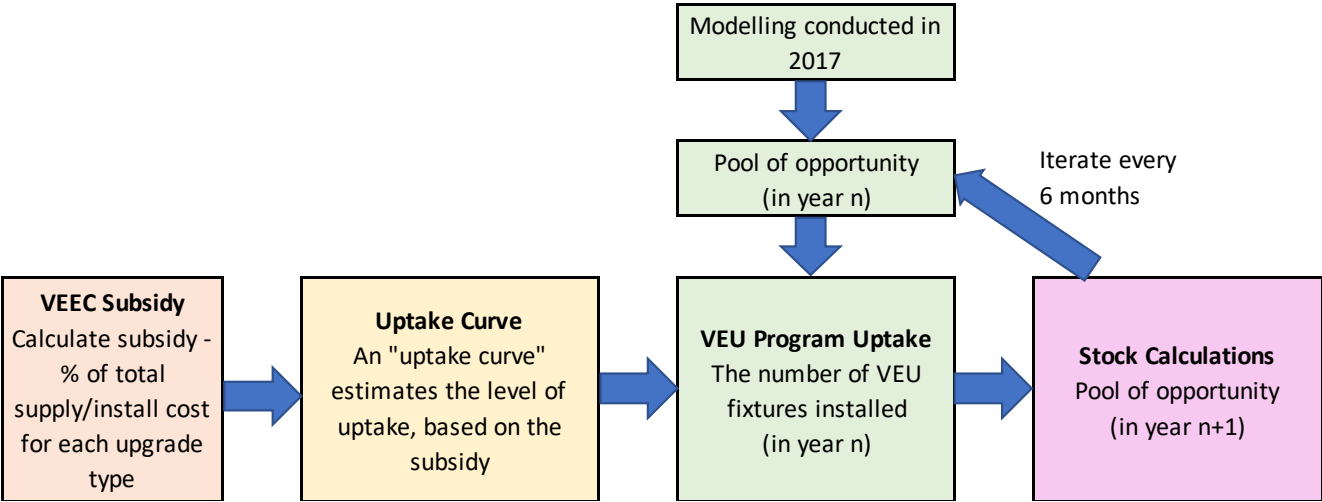 Modelling conducted in
2017
Pool of opportunity
(in year n)
Iterate every
6 months
VEEC Subsidy
Calculate subsidy -
% of total
supply/install cost
for each upgrade
type
Uptake Curve
An "uptake curve"
estimates the level of
uptake, based on the
subsidy
VEU Program Uptake
The number of VEU
fixtures installed
(in year n)
Stock Calculations
Pool of opportunity
(in year n+1)